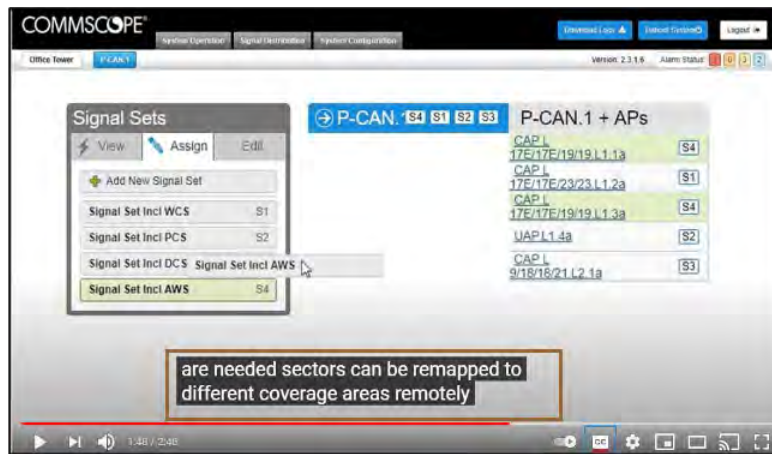 COMMSCOPE
System Operation Signal Distribution System Configuration
Download Logs Reboot System Logout
Office Tower P-CAN.1 Version: 2.3.1.6 Alarm Status:
Signal Sets
View Assign Edit
Add New Signal Set
Signal Set Incl WCS S1
Signal Set Incl PCS S2
Signal Set Incl DCS Signal Set Incl AWS
Signal Set Incl AWS S4
P-CAN. S4 S1 S2 S3
P-CAN.1 + APs
CAP L
17E/17E/19/19.L1.1a S4
CAP L
17E/17E/23/23.L1.2a S1
CAP L
17E/17E/19/19.L1.3a S4
UAP.L1.4a S2
CAP L
9/18/18/21.L2.1a S3
are needed sectors can be remapped to
different coverage areas remotely
1:48 / 2:48
CC